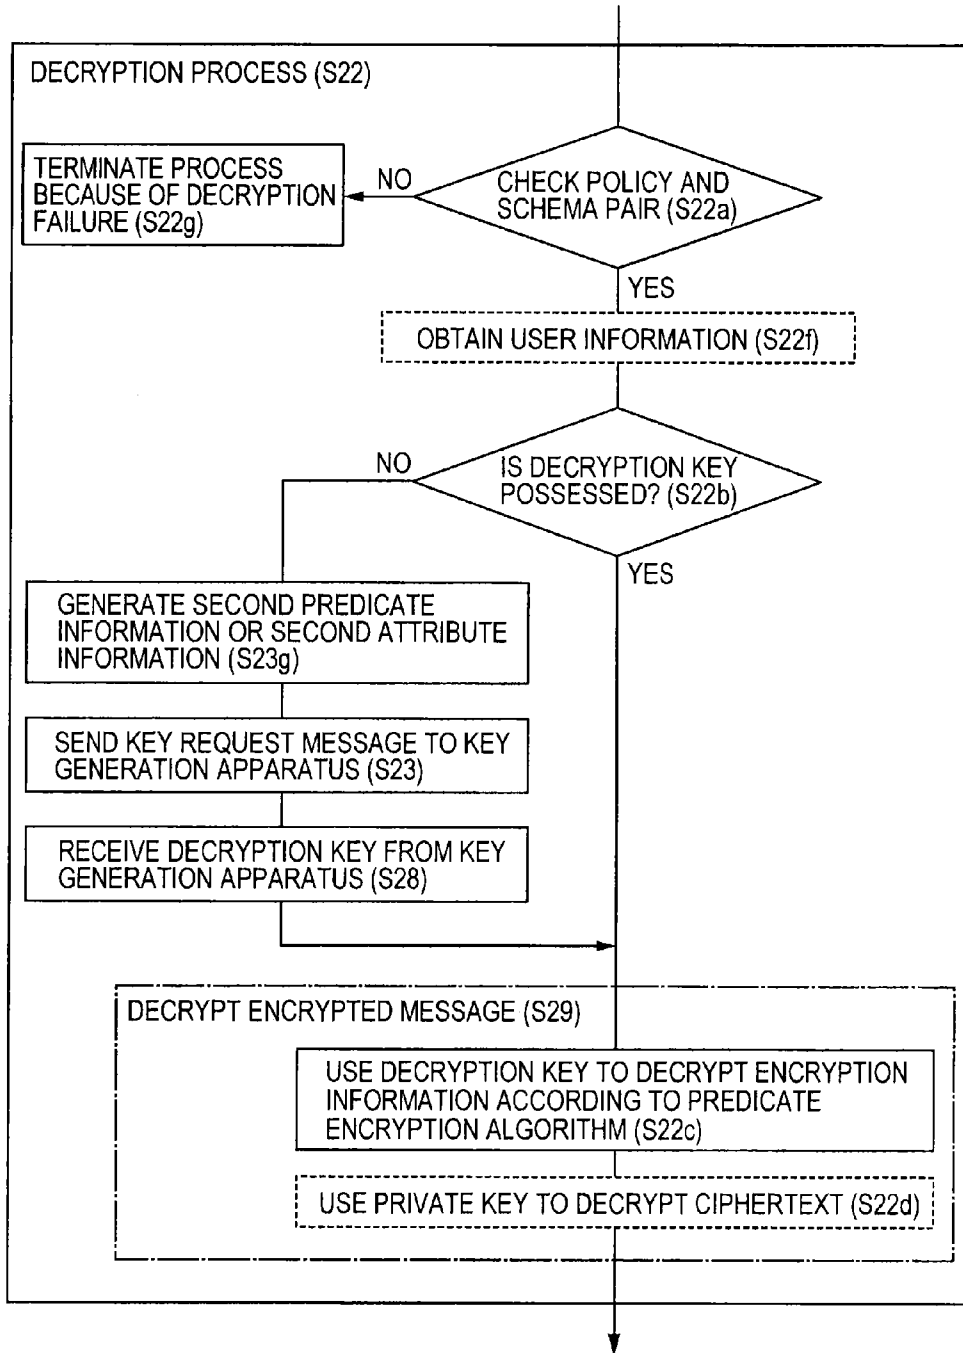 DECRYPTION PROCESS (S22)
TERMINATE PROCESS
BECAUSE OF DECRYPTION
FAILURE (S22g)
NO
CHECK POLICY AND
SCHEMA PAIR (S22a)
YES
OBTAIN USER INFORMATION (S22f)
NO
IS DECRYPTION KEY
POSSESSED? (S22b)
YES
GENERATE SECOND PREDICATE
INFORMATION OR SECOND ATTRIBUTE
INFORMATION (S23g)
SEND KEY REQUEST MESSAGE TO KEY
GENERATION APPARATUS (S23)
RECEIVE DECRYPTION KEY FROM KEY
GENERATION APPARATUS (S28)
DECRYPT ENCRYPTED MESSAGE (S29)
USE DECRYPTION KEY TO DECRYPT ENCRYPTION
INFORMATION ACCORDING TO PREDICATE
ENCRYPTION ALGORITHM (S22c)
USE PRIVATE KEY TO DECRYPT CIPHERTEXT (S22d)